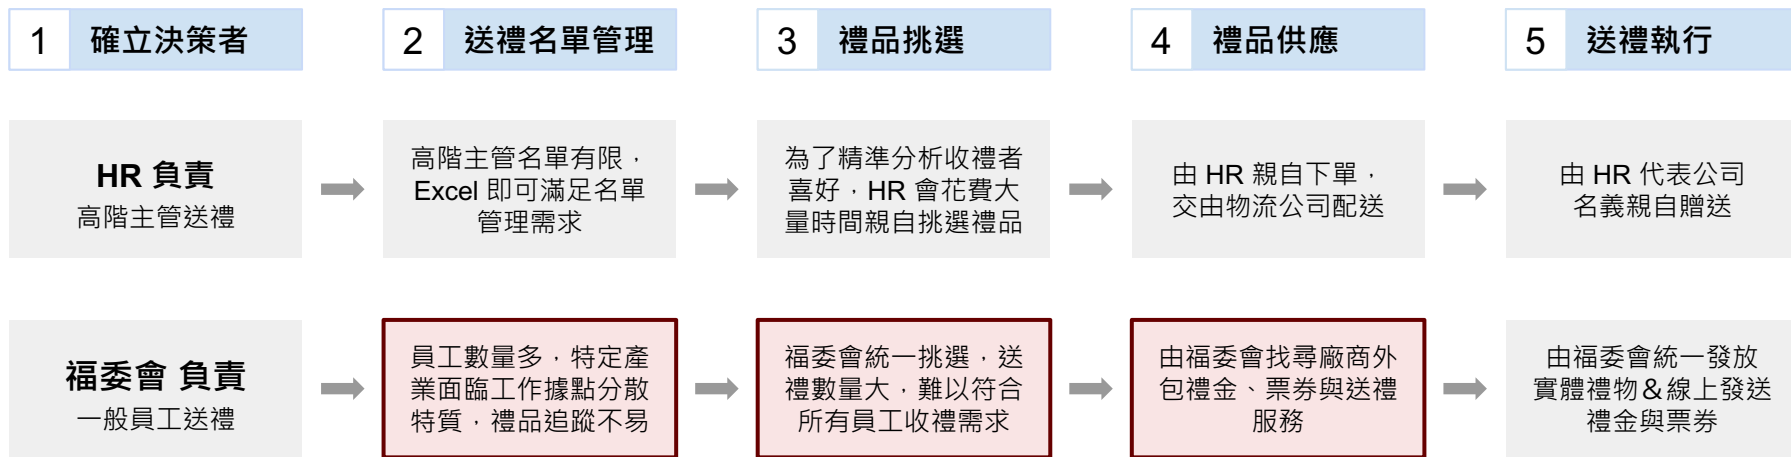 1 確立決策者
2 送禮名單管理
3 禮品挑選
4 禮品供應
5 送禮執行
HR 負責
高階主管送禮
高階主管名單有限，
Excel 即可滿足名單
管理需求
為了精準分析收禮者
喜好，HR 會花費大
量時間親自挑選禮品
由 HR 親自下單，
交由物流公司配送
由 HR 代表公司
名義親自贈送
福委會 負責
一般員工送禮
員工數量多，特定產
業面臨工作據點分散
特質，禮品追蹤不易
福委會統一挑選，送
禮數量大，難以符合
所有員工收禮需求
由福委會找尋廠商外
包禮金、票券與送禮
服務
由福委會統一發放
實體禮物＆線上發送
禮金與票券